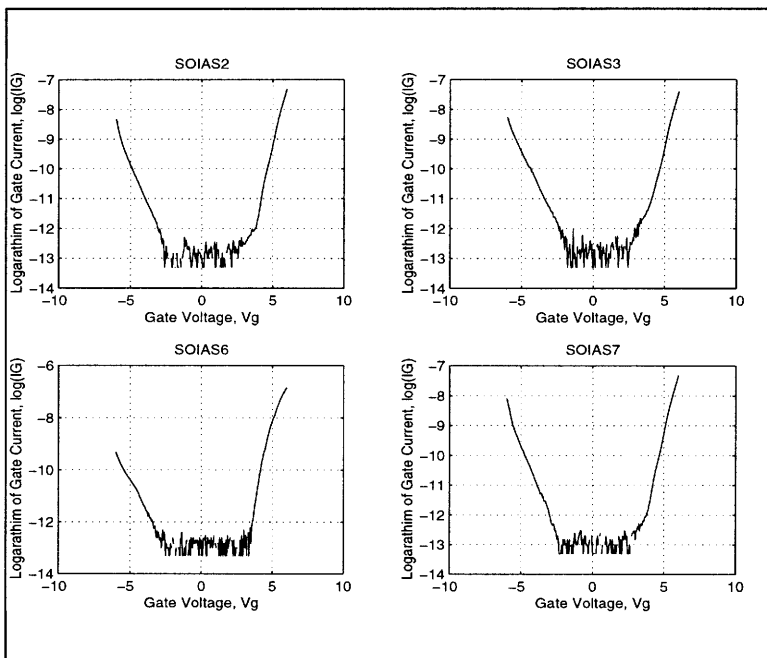 SOIAS2
Logarathim of Gate Current, log(IG)
-7
-8
-9
-10
-11
-12
-13
-14
-10 -5 0 5 10
Gate Voltage, Vg
SOIAS3
Logarathim of Gate Current, log(IG)
-7
-8
-9
-10
-11
-12
-13
-14
-10 -5 0 5 10
Gate Voltage, Vg
SOIAS6
Logarathim of Gate Current, log(IG)
-6
-8
-10
-12
-14
-10 -5 0 5 10
Gate Voltage, Vg
SOIAS7
Logarathim of Gate Current, log(IG)
-7
-8
-9
-10
-11
-12
-13
-14
-10 -5 0 5 10
Gate Voltage, Vg